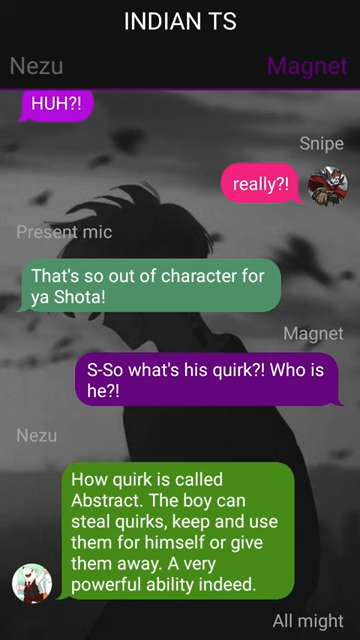 INDIAN TS
Nezu
Magnet
HUH?!
Snipe
really?!
Present mic
That's so out of character for
ya Shota!
Magnet
S-So what's his quirk?! Who is
he?!
Nezu
How quirk is called
Abstract. The boy can
steal quirks, keep and use
them for himself or give
them away. A very
powerful ability indeed.
All might